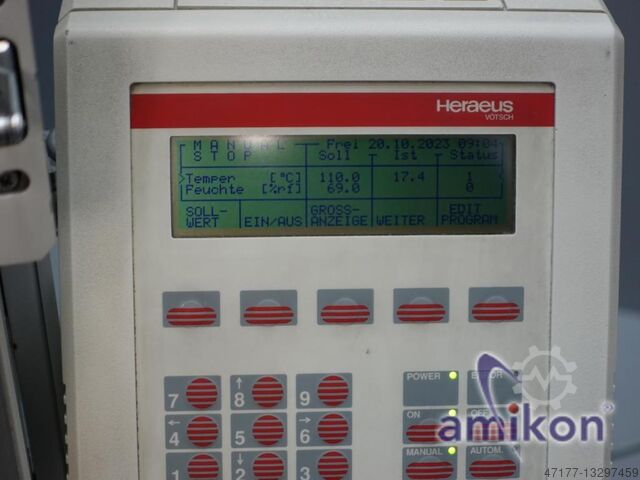 Heraeus
VÖTSCH
MANUAL Frei 20.10.2023 09:04
STOP Soll Ist Status
Temper [°C] 110.0 17.4 1
Feuchte [%rf] 69.0 0
SOLL- GROSS- EDIT
WERT EIN/AUS ANZEIGE WEITER PROGRAM
7 ↑ 8 9
POWER ERROR
← 4 5 → 6
ON OFF
1 ↓ 2 3
MANUAL AUTOM.
amikon®
47177-13297459